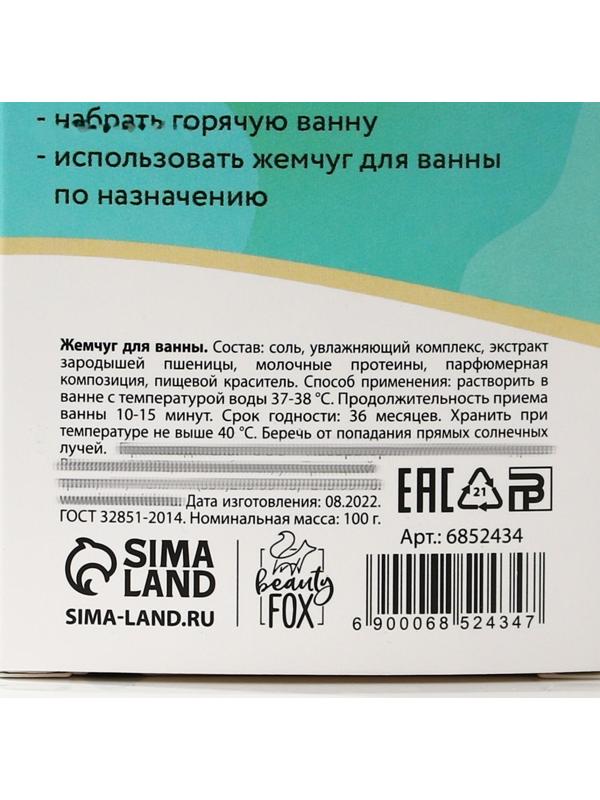 - набрать горячую ванну
- использовать жемчуг для ванны
по назначению
Жемчуг для ванны. Состав: соль, увлажняющий комплекс, экстракт
зародышей пшеницы, молочные протеины, парфюмерная
композиция, пищевой краситель. Способ применения: растворить в
ванне с температурой воды 37-38 °С. Продолжительность приема
ванны 10-15 минут. Срок годности: 36 месяцев. Хранить при
температуре не выше 40 °С. Беречь от попадания прямых солнечных
лучей.
Дата изготовления: 08.2022.
ГОСТ 32851-2014. Номинальная масса: 100 г.
EAC 21 РВ
Арт.: 6852434
SIMA
LAND
SIMA-LAND.RU
beauty
FOX
6 900068 524347